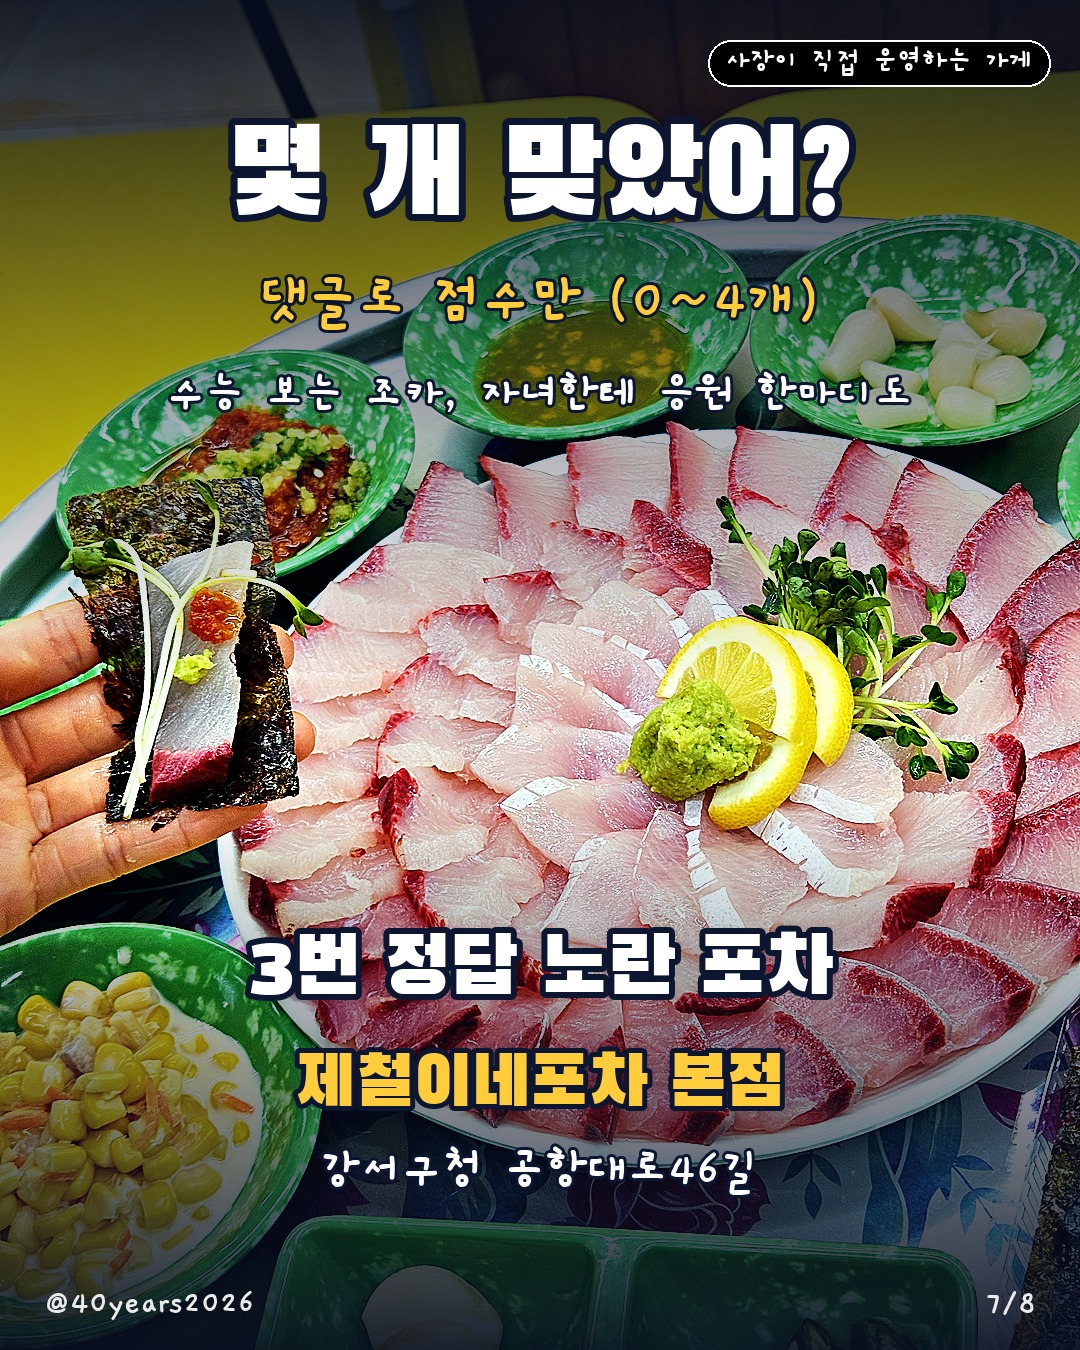 사장이 직접 운영하는 가게
몇 개 맞았어?
댓글로 점수만 (0~4개)
수능 보는 조카, 자녀한테 응원 한마디도
3번 정답 노란 포차
제철이네포차 본점
강서구청 공항대로46길
@40years2026
7/8